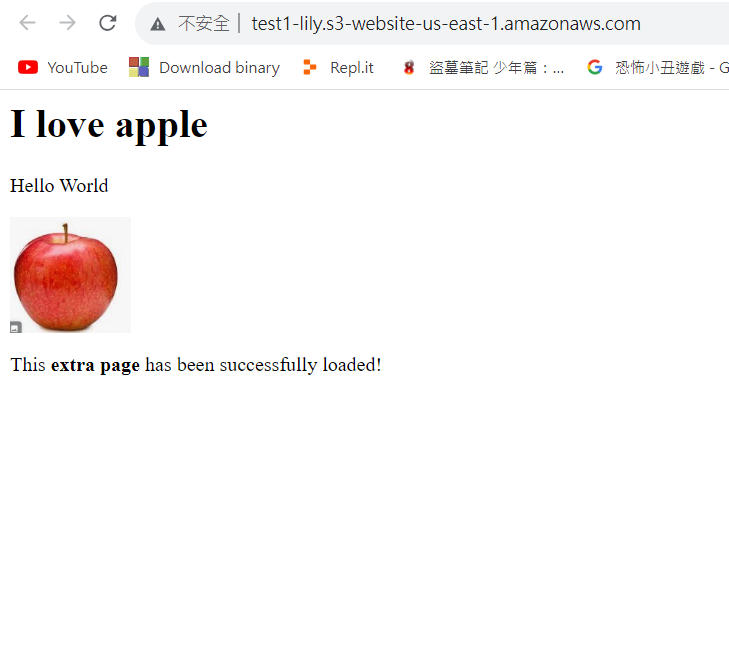 不安全 test1-lily.s3-website-us-east-1.amazonaws.com
YouTube Download binary Repl.it 盜墓筆記 少年篇：... 恐怖小丑遊戲 - G
I love apple
Hello World
This extra page has been successfully loaded!